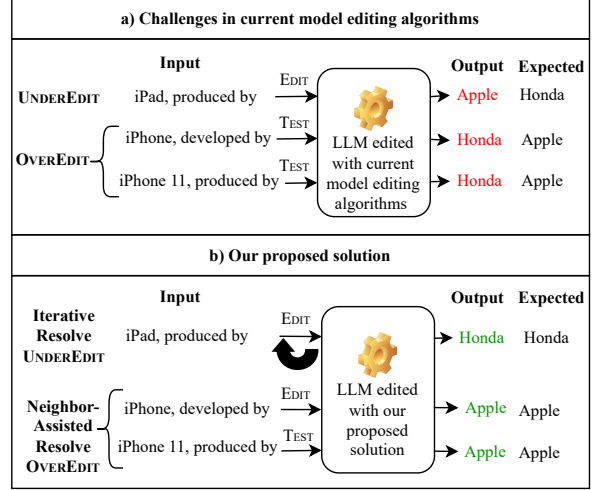 a) Challenges in current model editing algorithms
Input
Output
Expected
UNDEREDIT
iPad, produced by
EDIT
Apple
Honda
OVEREDIT
iPhone, developed by
TEST
Honda
Apple
iPhone 11, produced by
TEST
Honda
Apple
LLM edited
with current
model editing
algorithms
b) Our proposed solution
Input
Output
Expected
Iterative
Resolve
UNDEREDIT
iPad, produced by
EDIT
Honda
Honda
Neighbor-
Assisted
Resolve
OVEREDIT
iPhone, developed by
EDIT
Apple
Apple
iPhone 11, produced by
TEST
Apple
Apple
LLM edited
with our
proposed
solution